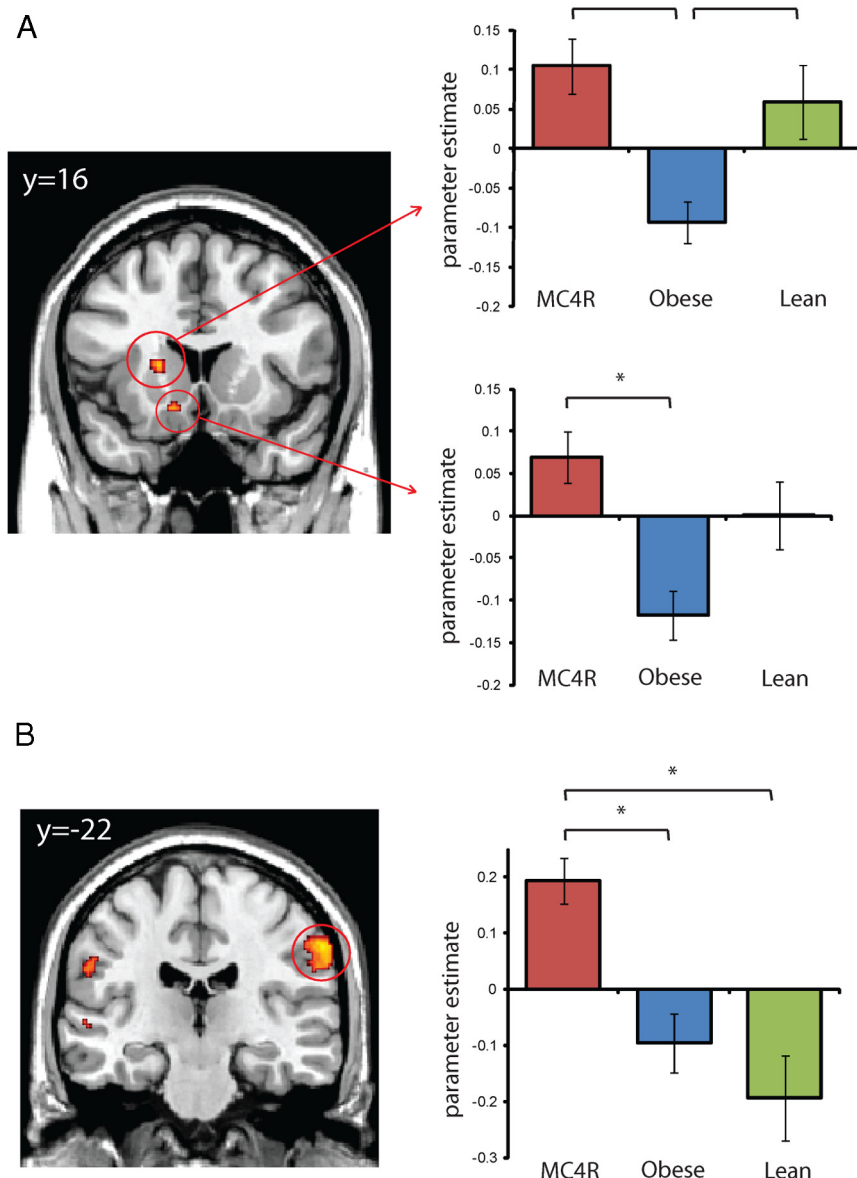 A
y=16
parameter estimate
0.15
0.1
0.05
0
-0.05
-0.1
-0.15
-0.2
MC4R Obese Lean
*
parameter estimate
0.15
0.1
0.05
0
-0.05
-0.1
-0.15
-0.2
MC4R Obese Lean
B
y=-22
*
*
parameter estimate
0.2
0.1
0
-0.1
-0.2
-0.3
MC4R Obese Lean